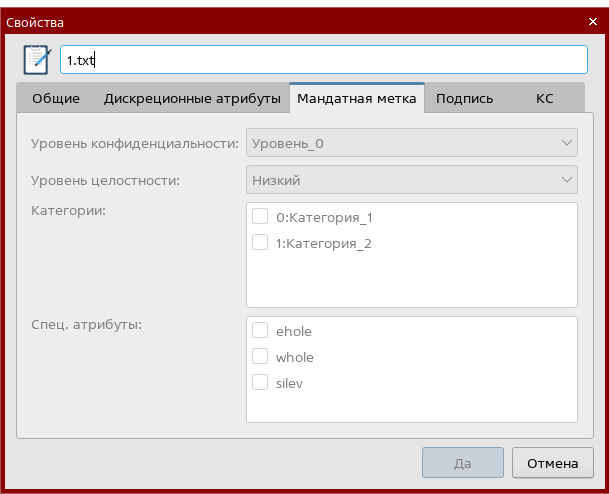 Свойства
1.txt
Общие Дискреционные атрибуты Мандатная метка Подпись КС
Уровень конфиденциальности: Уровень_0
Уровень целостности: Низкий
Категории:
0:Категория_1
1:Категория_2
Спец. атрибуты:
ehole
whole
silev
Да Отмена